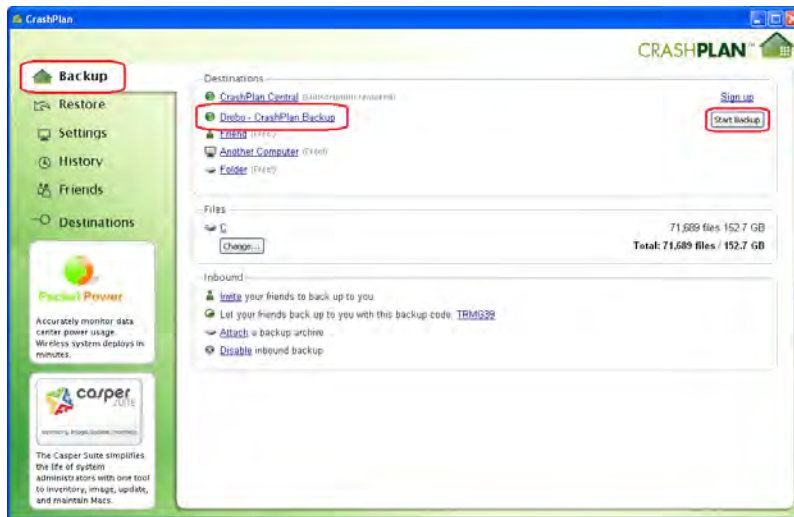 CrashPlan
CRASHPLAN™
Backup
Restore
Settings
History
Friends
Destinations
Packet Power
Accurately monitor data
center power usage.
Wireless system deploys in
minutes.
casper
SUITE
The Casper Suite simplifies
the life of system
administrators with one tool
to inventory, image, update,
and maintain Macs.
Destinations
CrashPlan Central (subscription required) Sign up
Drobo - CrashPlan Backup Start Backup
Friend (Free!)
Another Computer (Free!)
Folder (Free!)
Files
C 71,689 files 152.7 GB
Change... Total: 71,689 files / 152.7 GB
Inbound
Invite your friends to back up to you
Let your friends back up to you with this backup code: TRMG39
Attach a backup archive
Disable inbound backup